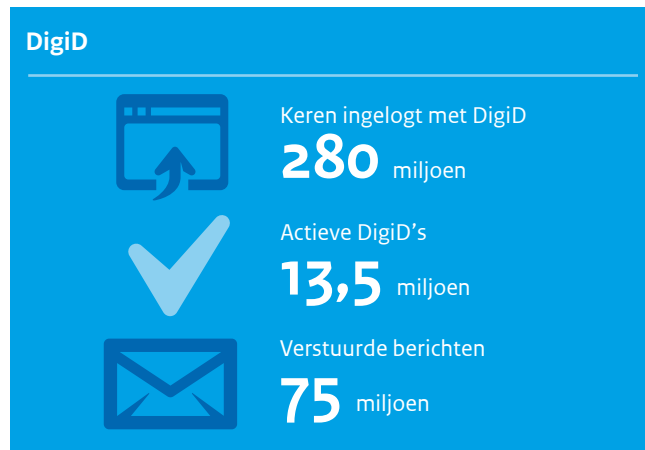 DigiD
Keren ingelogt met DigiD
280 miljoen
Actieve DigiD’s
13,5 miljoen
Verstuurde berichten
75 miljoen